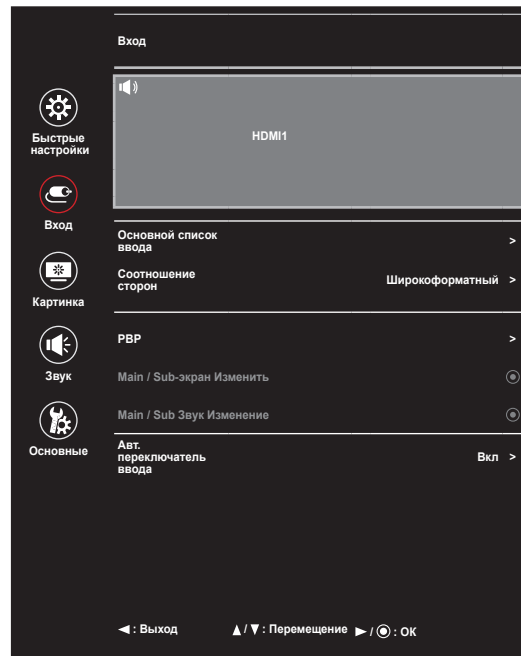 Вход
HDMI1
Быстрые
настройки
Вход
Картинка
Звук
Основные
Основной список
ввода
>
Соотношение
сторон
Широкоформатный >
PBP >
Main / Sub-экран Изменить
Main / Sub Звук Изменение
Авт.
переключатель
ввода
Вкл >
◄ : Выход ▲ / ▼ : Перемещение ► / ⦿ : ОК